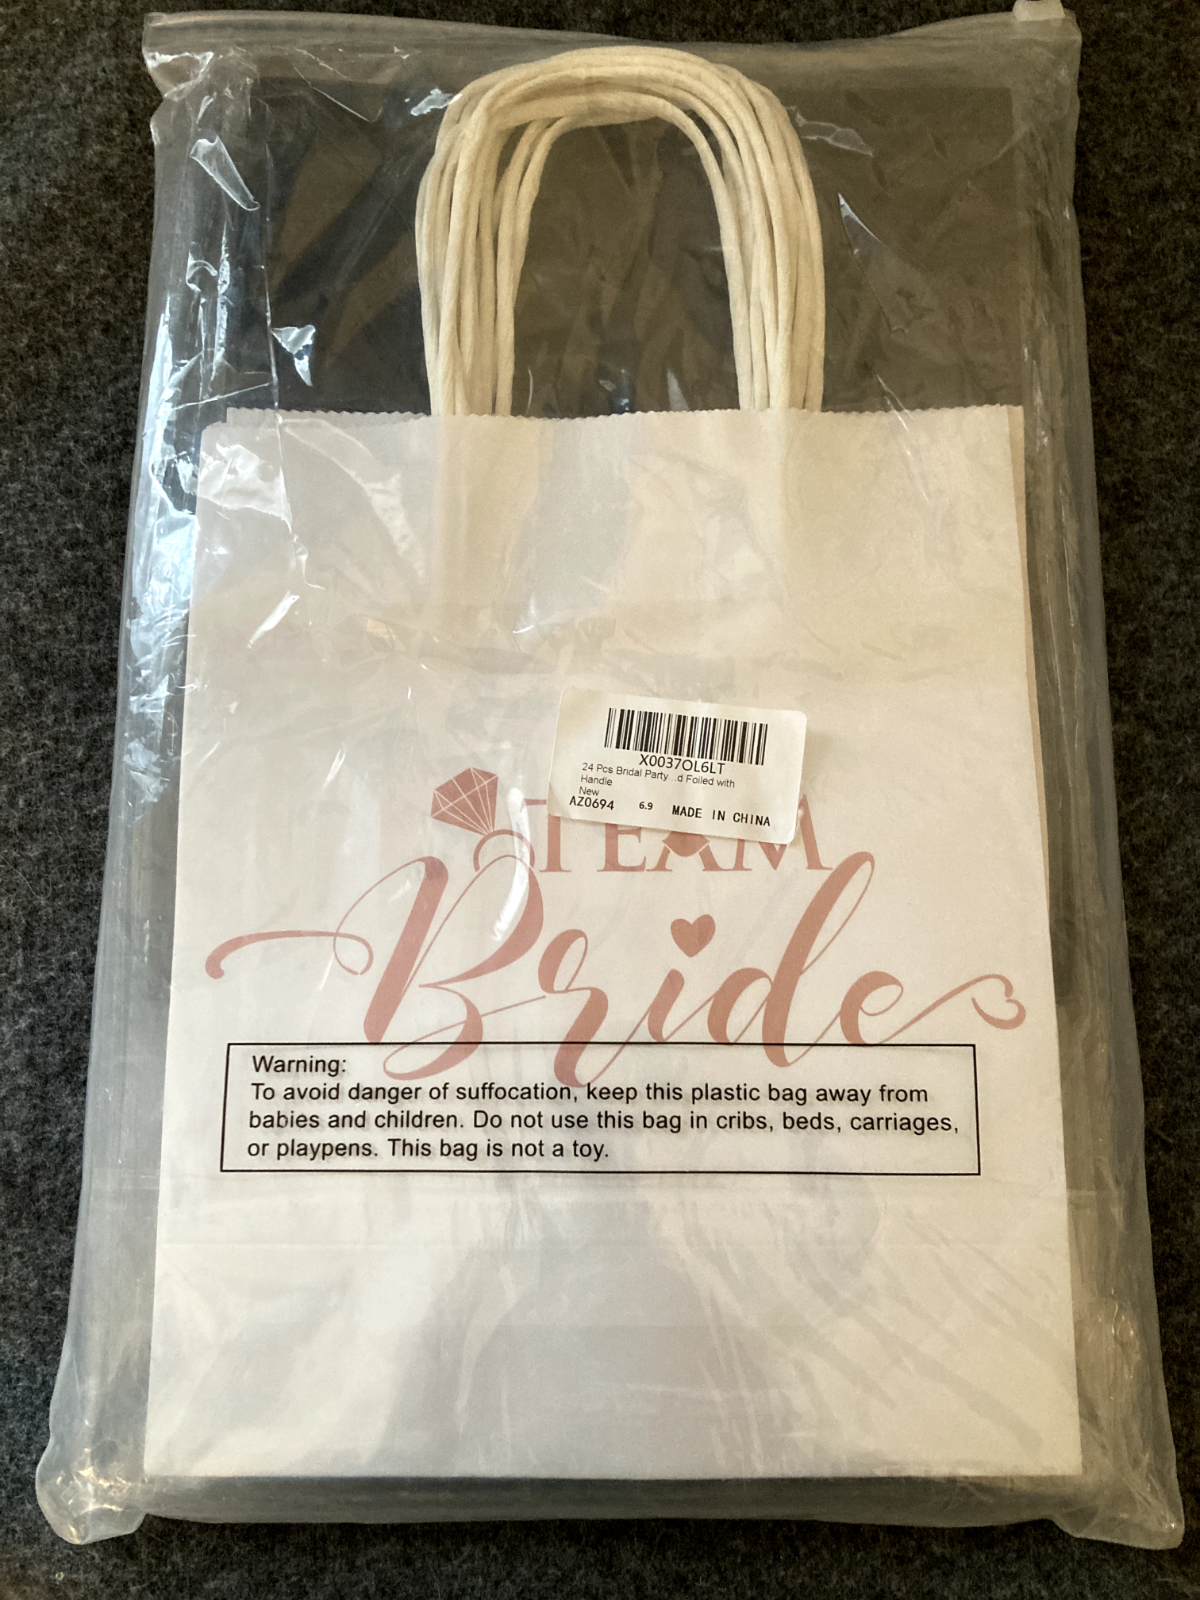 X0037OL6LT
24 Pcs Bridal Party...d Foiled with
Handle
New
AZ0694 6.9 MADE IN CHINA
TEAM
Bride
Warning:
To avoid danger of suffocation, keep this plastic bag away from
babies and children. Do not use this bag in cribs, beds, carriages,
or playpens. This bag is not a toy.